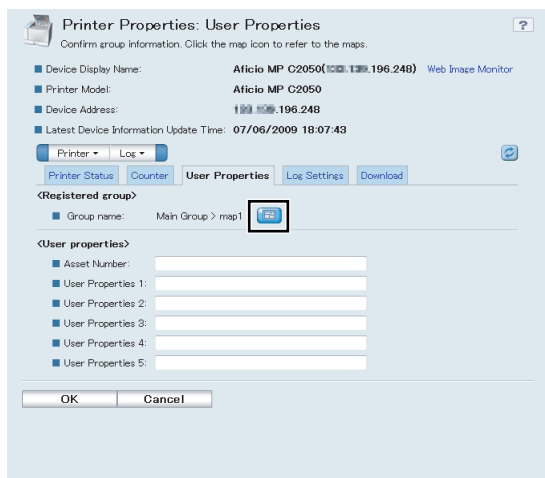 Printer Properties: User Properties
?
Confirm group information. Click the map icon to refer to the maps.
Device Display Name: Aficio MP C2050( .196.248) Web Image Monitor
Printer Model: Aficio MP C2050
Device Address: .196.248
Latest Device Information Update Time: 07/06/2009 18:07:43
Printer Log
Printer Status Counter User Properties Log Settings Download
<Registered group>
Group name: Main Group > map1
<User properties>
Asset Number:
User Properties 1:
User Properties 2:
User Properties 3:
User Properties 4:
User Properties 5:
OK Cancel